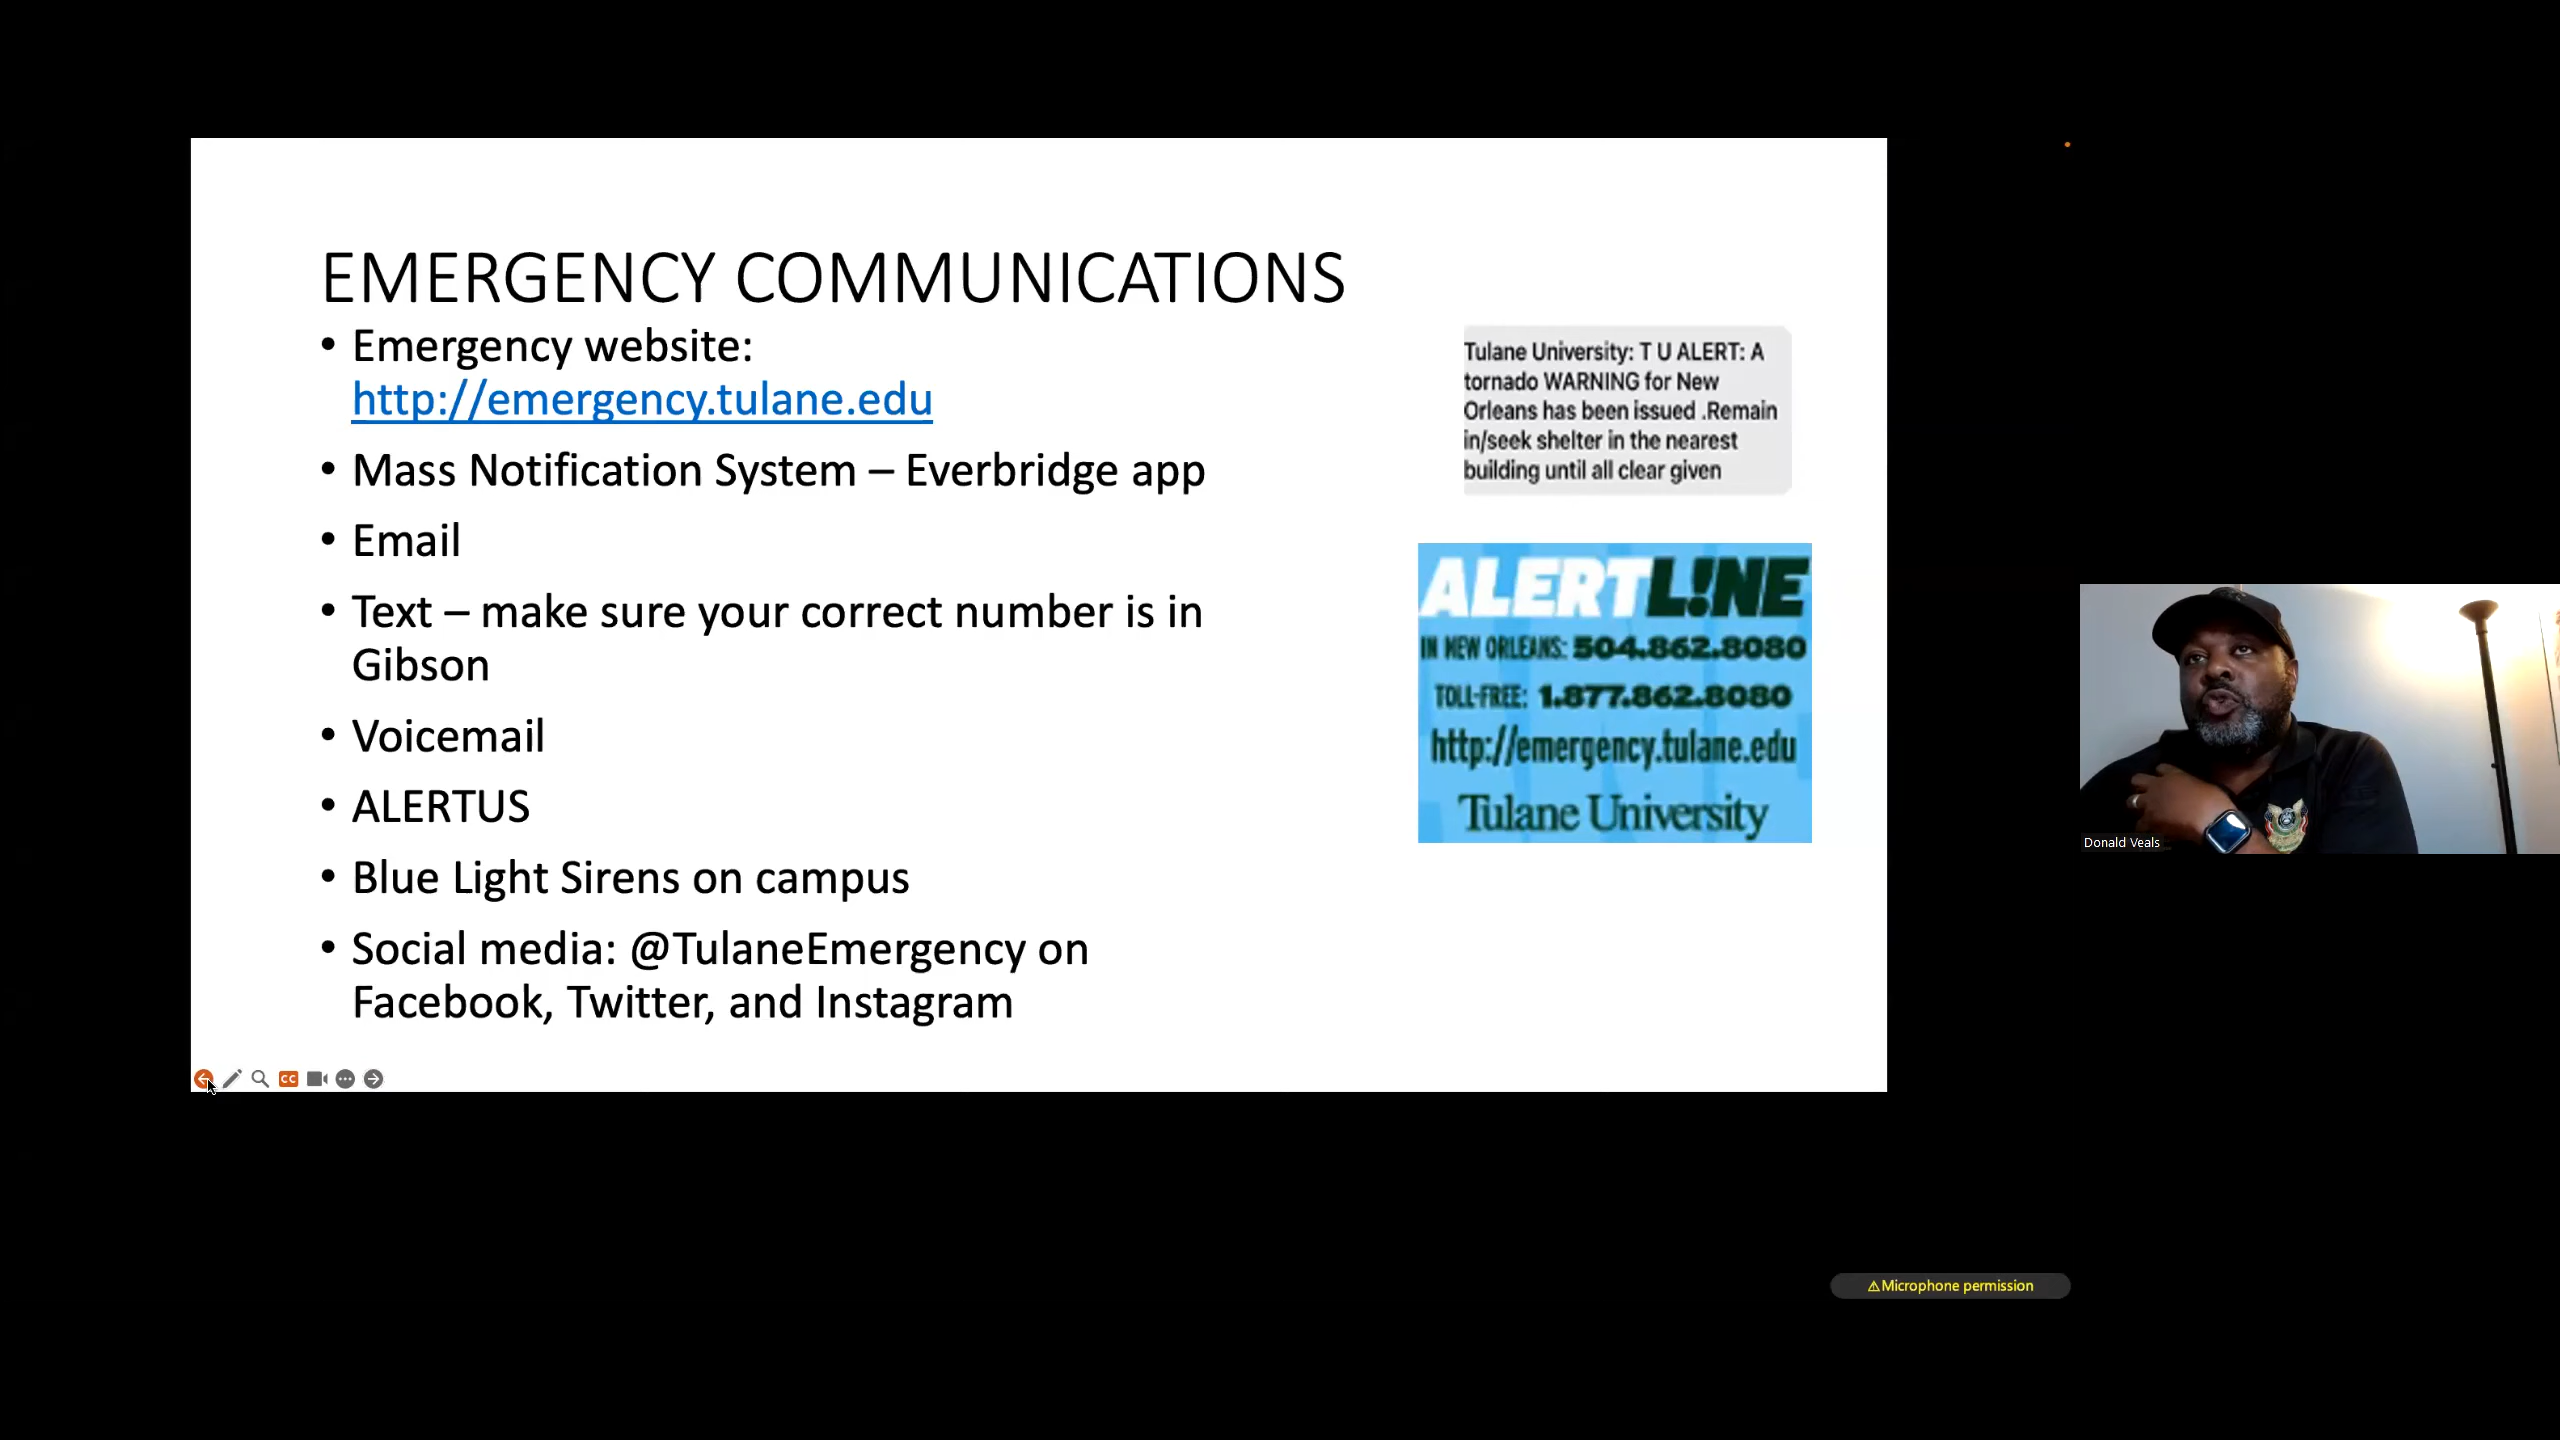 EMERGENCY COMMUNICATIONS
• Emergency website:
http://emergency.tulane.edu
• Mass Notification System – Everbridge app
• Email
• Text – make sure your correct number is in
Gibson
• Voicemail
• ALERTUS
• Blue Light Sirens on campus
• Social media: @TulaneEmergency on
Facebook, Twitter, and Instagram
Tulane University: T U ALERT: A
tornado WARNING for New
Orleans has been issued .Remain
in/seek shelter in the nearest
building until all clear given
ALERTL!NE
IN NEW ORLEANS: 504.862.8080
TOLL-FREE: 1.877.862.8080
http://emergency.tulane.edu
Tulane University
CC
Donald Veals
⚠Microphone permission